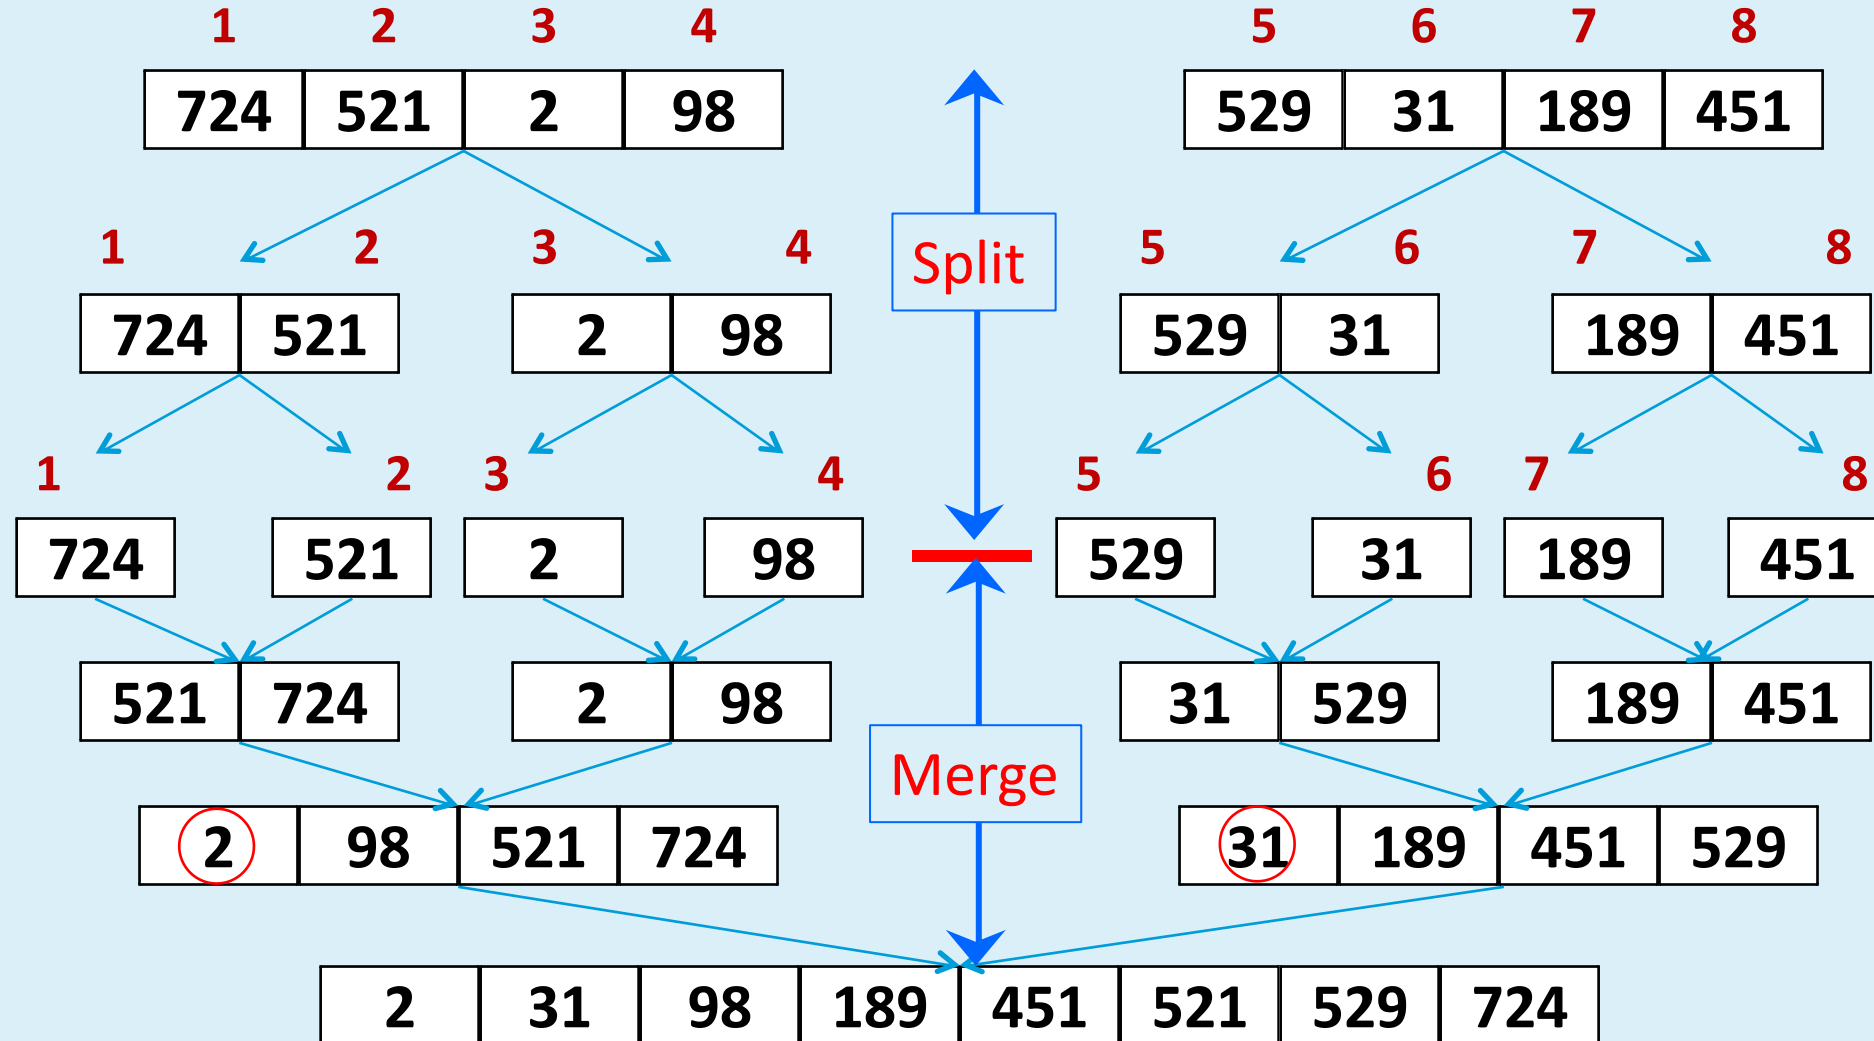 1 2 3 4 5 6 7 8
724 521 2 98 529 31 189 451
Split
1 2 3 4 5 6 7 8
724 521 2 98 529 31 189 451
1 2 3 4 5 6 7 8
724 521 2 98 529 31 189 451
521 724 2 98 31 529 189 451
Merge
2 98 521 724 31 189 451 529
2 31 98 189 451 521 529 724